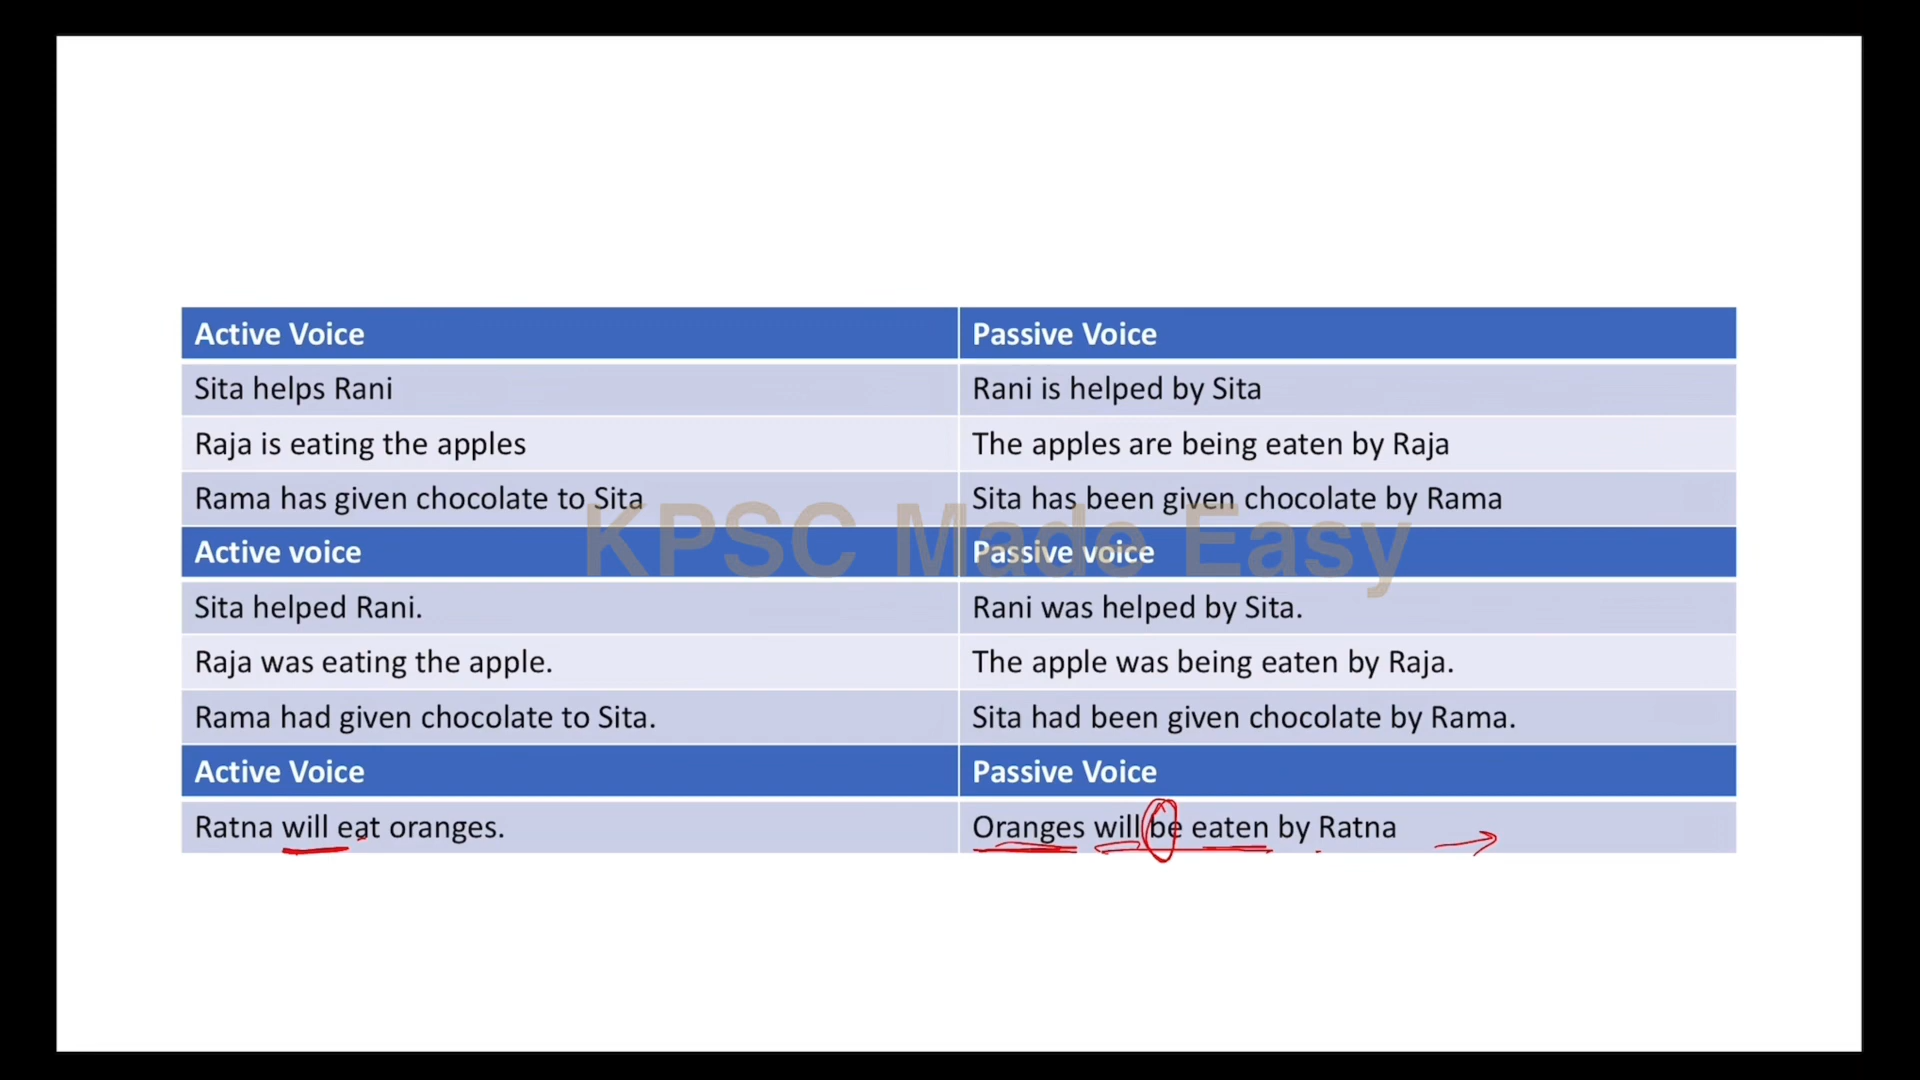 Active Voice Passive Voice
Sita helps Rani Rani is helped by Sita
Raja is eating the apples The apples are being eaten by Raja
Rama has given chocolate to Sita Sita has been given chocolate by Rama
KPSC Made Easy
Active voice Passive voice
Sita helped Rani. Rani was helped by Sita.
Raja was eating the apple. The apple was being eaten by Raja.
Rama had given chocolate to Sita. Sita had been given chocolate by Rama.
Active Voice Passive Voice
Ratna will eat oranges. Oranges will be eaten by Ratna